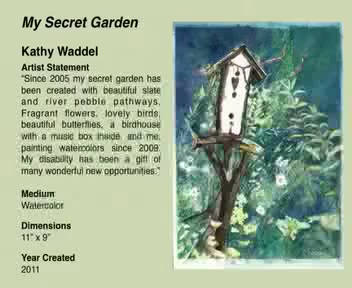 My Secret Garden
Kathy Waddel
Artist Statement
“Since 2005 my secret garden has
been created with beautiful slate
and river pebble pathways.
Fragrant flowers, lovely birds,
beautiful butterflies, a birdhouse
with a music box inside, and me,
painting watercolors since 2009.
My disability has been a gift of
many wonderful new opportunities.”
Medium
Watercolor
Dimensions
11” x 9”
Year Created
2011